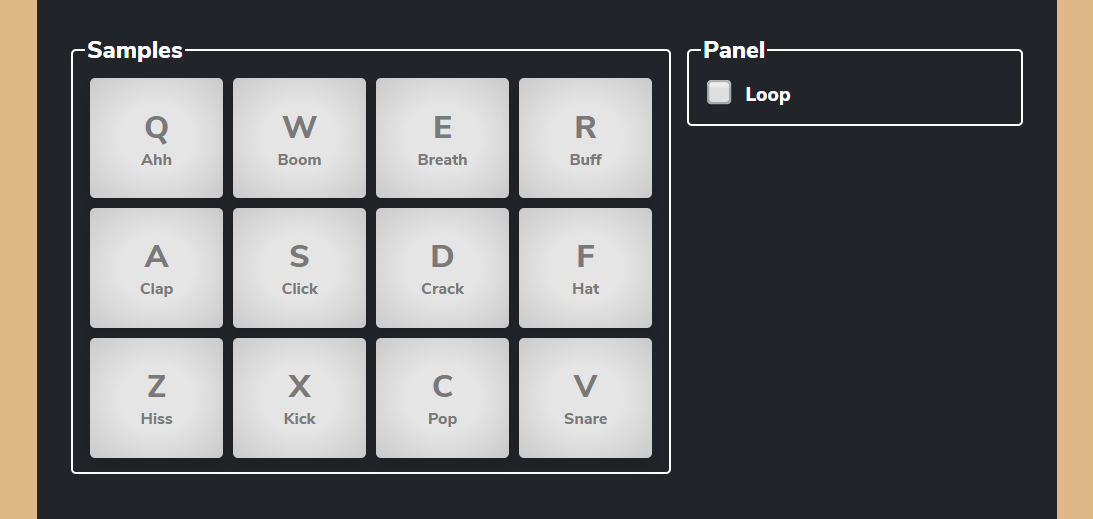 Samples
Panel
Loop
Q
Ahh
W
Boom
E
Breath
R
Buff
A
Clap
S
Click
D
Crack
F
Hat
Z
Hiss
X
Kick
C
Pop
V
Snare